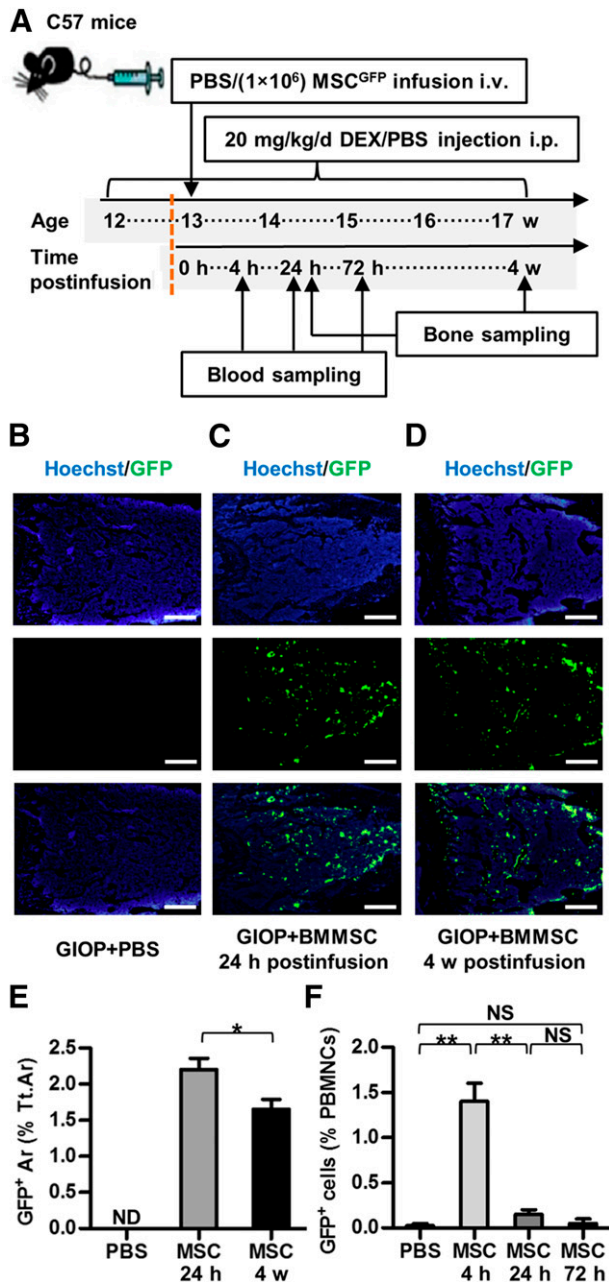 A C57 mice
PBS/(1×10⁶) MSCᴳᶠᴾ infusion i.v.
20 mg/kg/d DEX/PBS injection i.p.
Age 12 13 14 15 16 17 w
Time
postinfusion
0 h 4 h 24 h 72 h 4 w
Bone sampling
Blood sampling
B C D
Hoechst/GFP Hoechst/GFP Hoechst/GFP
GIOP+PBS
GIOP+BMMSC
24 h postinfusion
GIOP+BMMSC
4 w postinfusion
E
GFP⁺ Ar (% Tt.Ar)
2.5
2.0
1.5
1.0
0.5
0.0
*
ND
PBS MSC MSC
24 h 4 w
F
GFP⁺ cells (% PBMNCs)
2.0
1.5
1.0
0.5
0.0
NS
** ** NS
PBS MSC MSC MSC
4 h 24 h 72 h